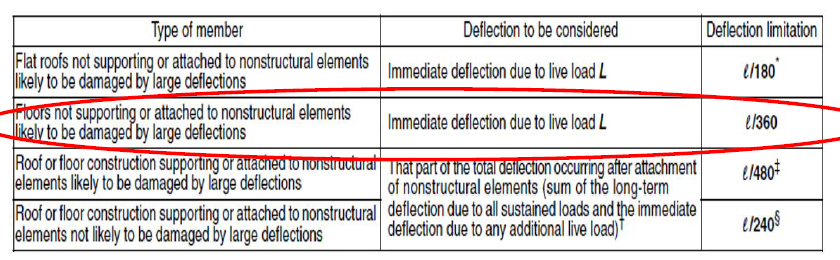 Type of member Deflection to be considered Deflection limitation
Flat roofs not supporting or attached to nonstructural elements
likely to be damaged by large deflections
Immediate deflection due to live load L
ℓ/180*
Floors not supporting or attached to nonstructural elements
likely to be damaged by large deflections
Immediate deflection due to live load L
ℓ/360
Roof or floor construction supporting or attached to nonstructural
elements likely to be damaged by large deflections
That part of the total deflection occurring after attachment
of nonstructural elements (sum of the long-term
deflection due to all sustained loads and the immediate
deflection due to any additional live load)†
ℓ/480‡
Roof or floor construction supporting or attached to nonstructural
elements not likely to be damaged by large deflections
ℓ/240§